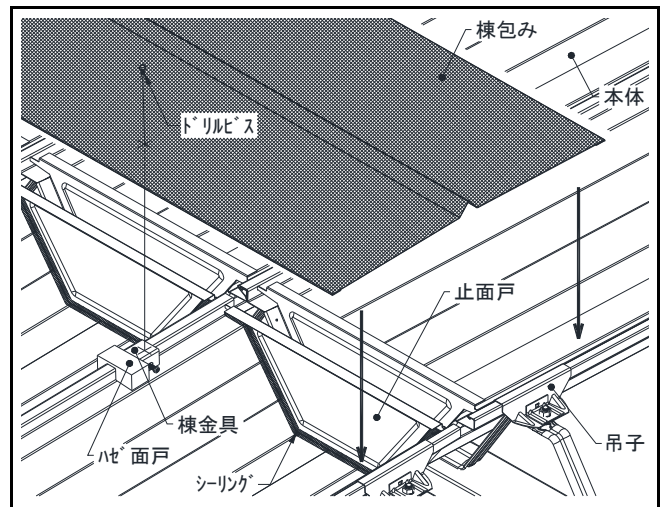 棟包み
本体
ﾄﾞﾘﾙﾋﾞｽ
止面戸
棟金具
吊子
ﾊｾﾞ面戸
ｼｰﾘﾝｸﾞ